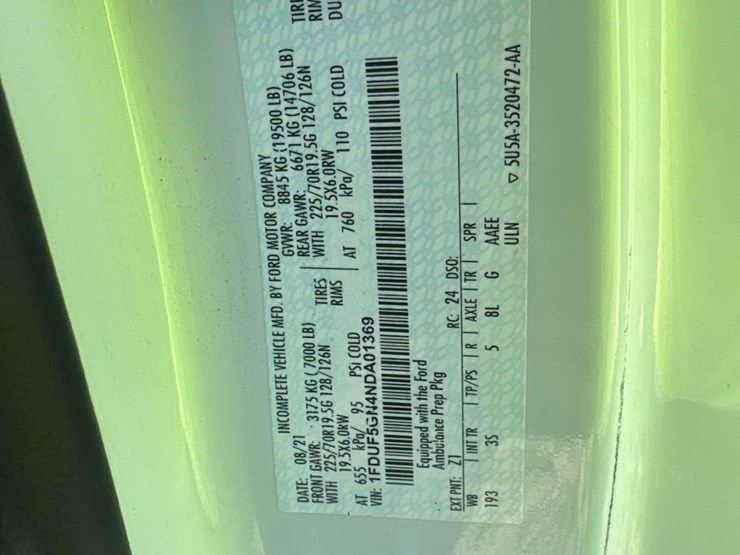 INCOMPLETE VEHICLE MFD. BY FORD MOTOR COMPANY
DATE: 08/21 GVWR: 8845 KG (19500 LB)
FRONT GAWR: 3175 KG (7000 LB) REAR GAWR: 6671 KG (14706 LB)
WITH 225/70R19.5G 128/126N TIRES WITH 225/70R19.5G 128/126N TIRE
19.5X6.0RW RIMS 19.5X6.0RW RIM
AT 655 kPa/ 95 PSI COLD AT 760 kPa/ 110 PSI COLD DU
VIN: 1FDUF5GN4NDA01369
Equipped with the Ford
Ambulance Prep Pkg
EXT PNT: Z1 RC: 24 DSO:
WB INT TR TP/PS R AXLE TR SPR
193 3S 5 8L G AAEE
ULN
▽ 5U5A-3520472-AA